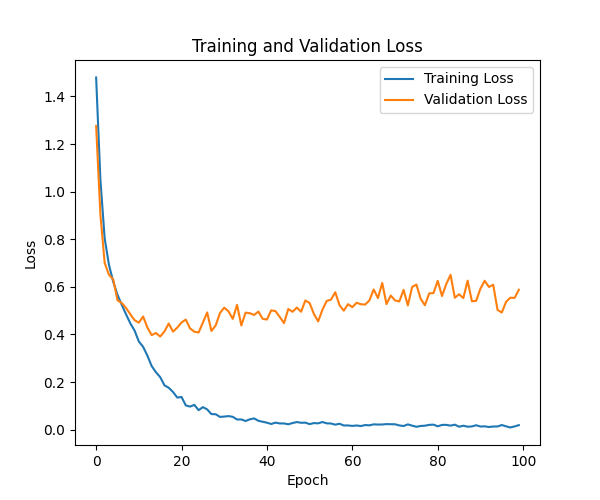 Training and Validation Loss
Training Loss
Validation Loss
1.4
1.2
1.0
0.8
0.6
0.4
0.2
0.0
Loss
0 20 40 60 80 100
Epoch